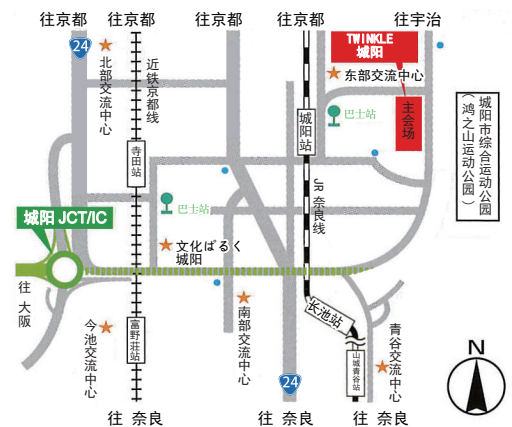 往京都
往京都
往京都
往京都
往宇治
24
TWINKLE
城阳
北部交流中心
近铁京都线
东部交流中心
主会场
巴士站
城阳站
城阳市综合运动公园
（鸿之山运动公园）
寺田站
JR 奈良线
巴士站
城阳 JCT/IC
文化ぱるく
城阳
往 大阪
今池交流中心
富野荘站
南部交流中心
长池站
山城青谷站
青谷交流中心
24
N
往 奈良
往 奈良
往 奈良